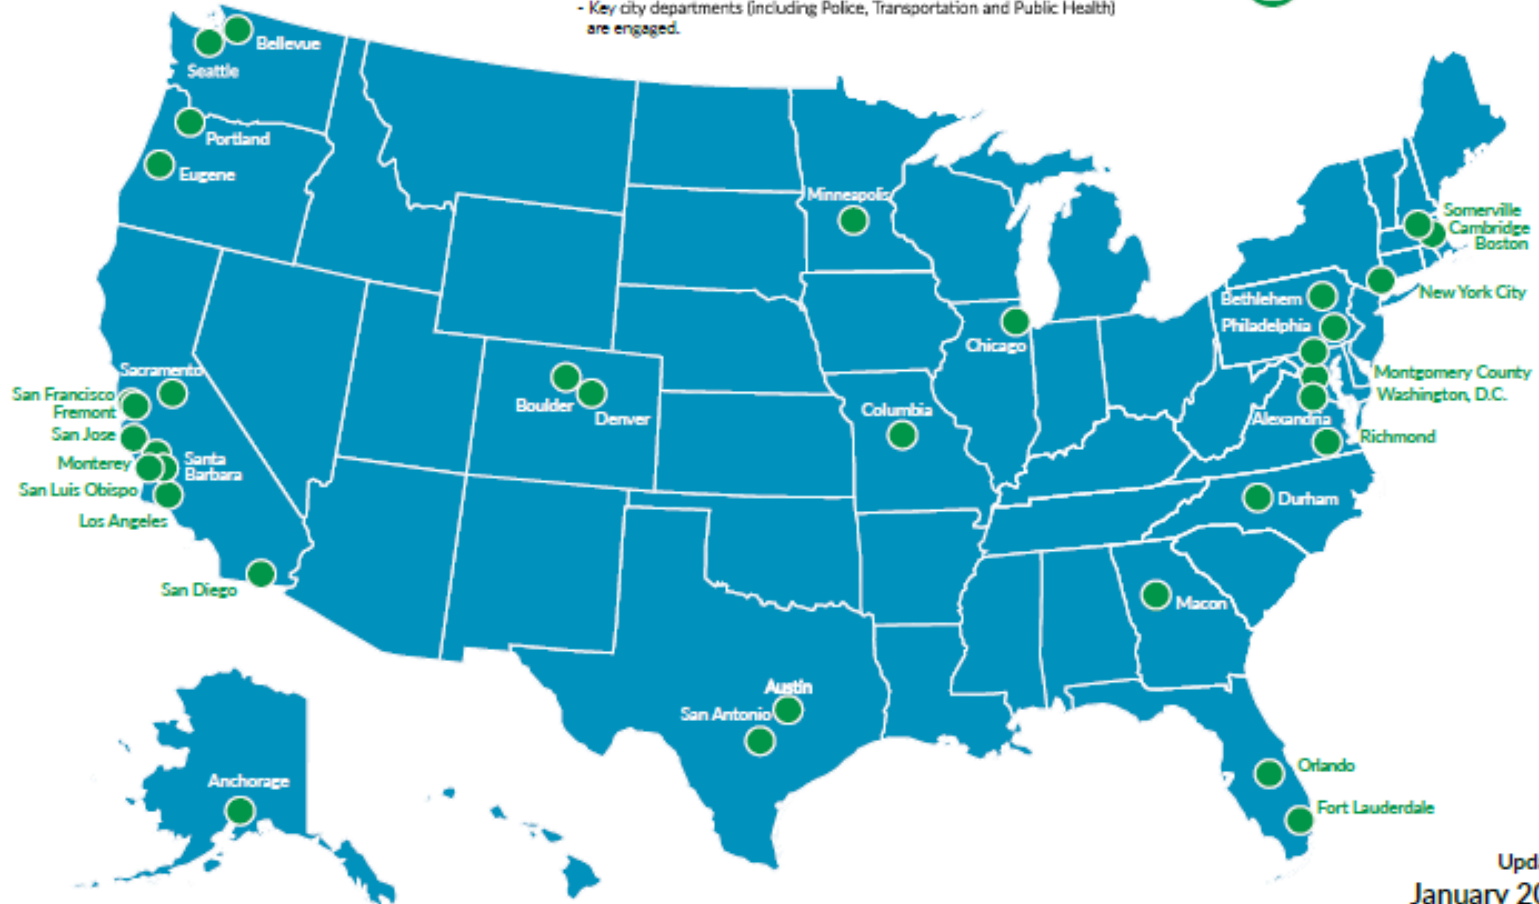 - Key city departments (including Police, Transportation and Public Health)
are engaged.
Bellevue
Seattle
Portland
Eugene
Minneapolis
Somerville
Cambridge
Boston
New York City
Bethlehem
Philadelphia
Chicago
Montgomery County
Washington, D.C.
Alexandria
Richmond
Sacramento
San Francisco
Fremont
San Jose
Monterey
Santa
Barbara
San Luis Obispo
Los Angeles
San Diego
Boulder
Denver
Columbia
Durham
Macon
Austin
San Antonio
Orlando
Fort Lauderdale
Anchorage
January